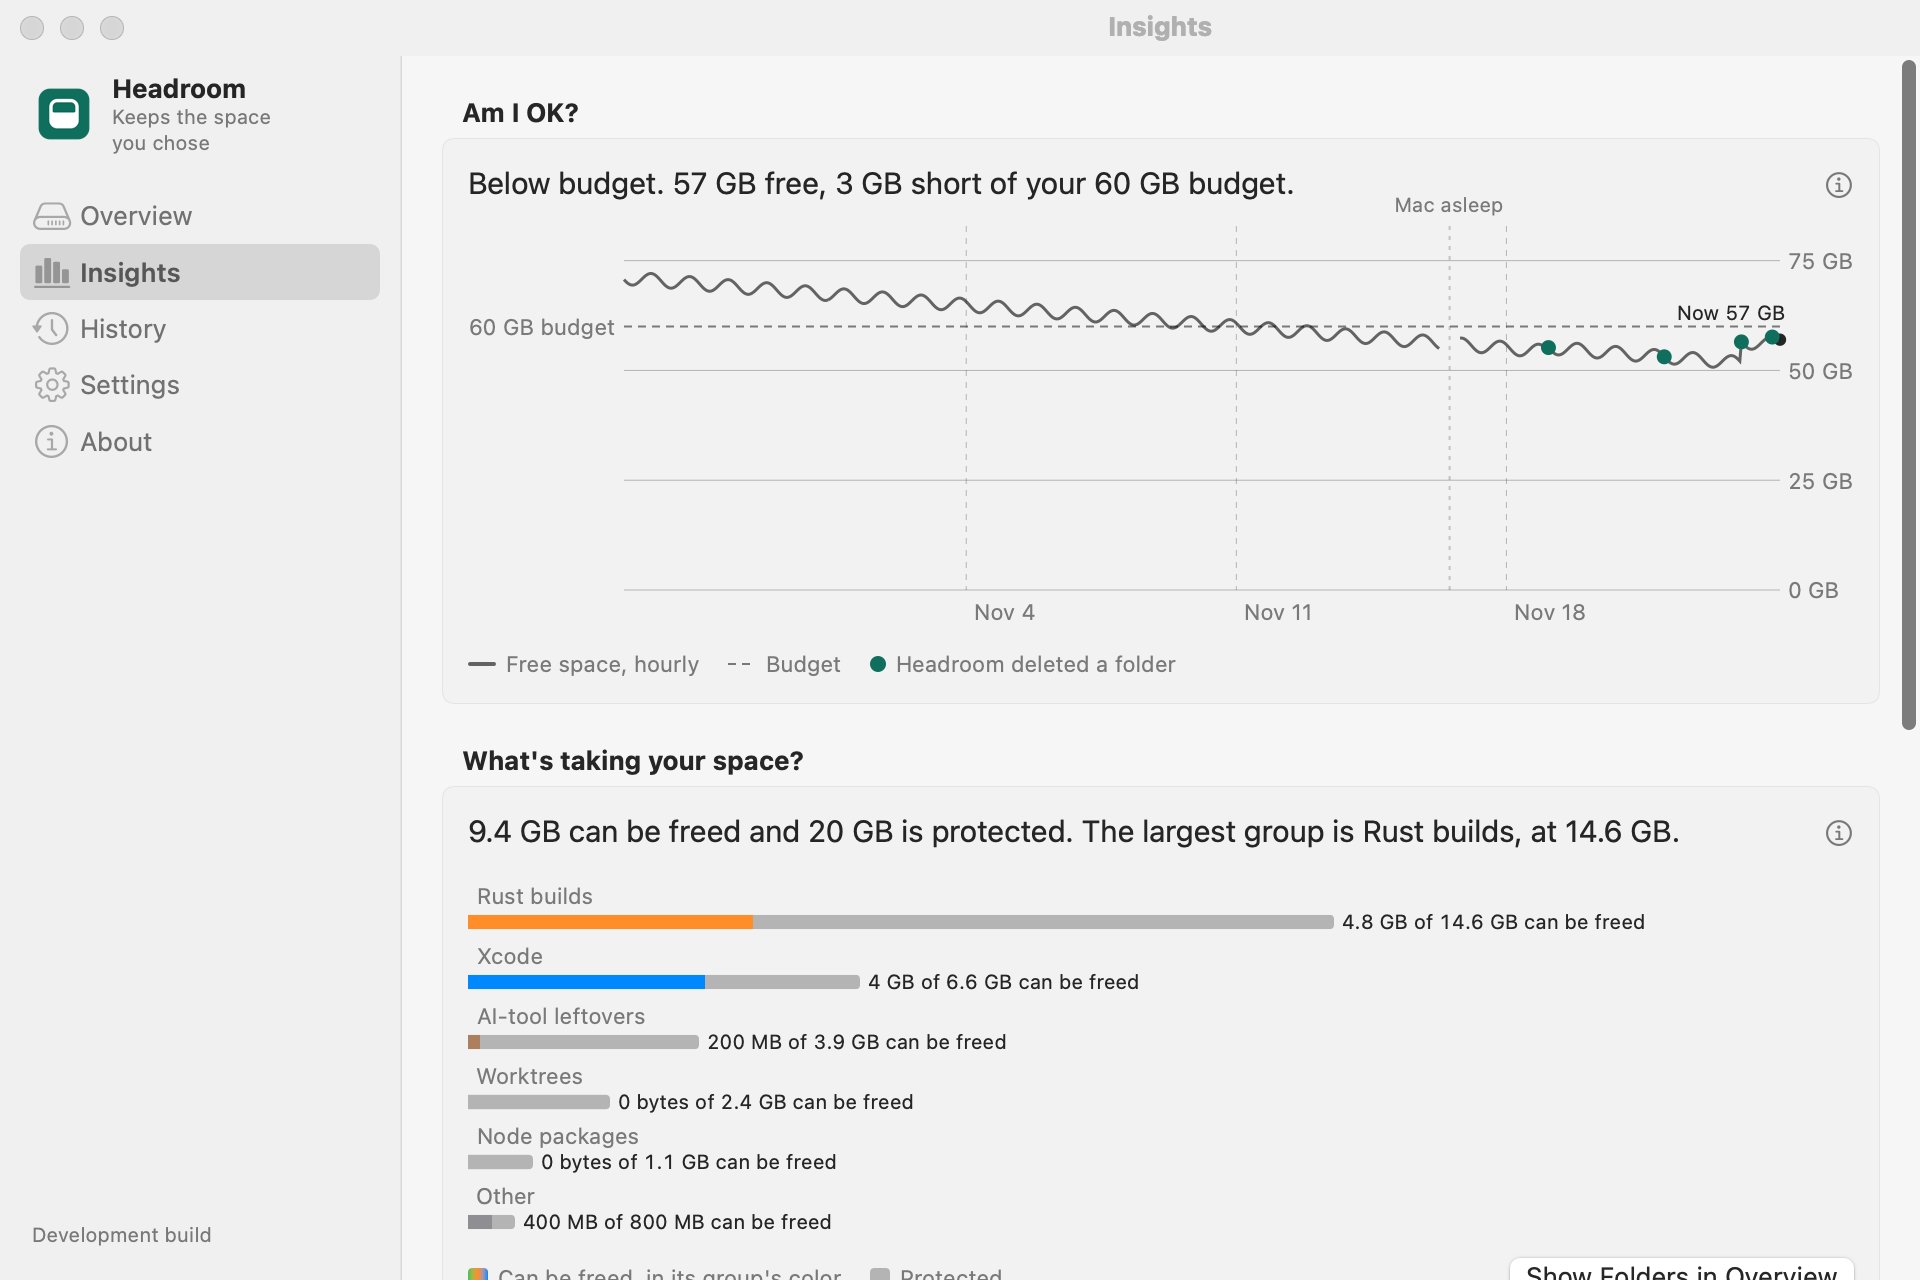 Insights
Headroom
Keeps the space
you chose
Overview
Insights
History
Settings
About
Development build
Am I OK?
Below budget. 57 GB free, 3 GB short of your 60 GB budget.
Mac asleep
75 GB
Now 57 GB
60 GB budget
50 GB
25 GB
0 GB
Nov 4
Nov 11
Nov 18
Free space, hourly
Budget
Headroom deleted a folder
What's taking your space?
9.4 GB can be freed and 20 GB is protected. The largest group is Rust builds, at 14.6 GB.
Rust builds
4.8 GB of 14.6 GB can be freed
Xcode
4 GB of 6.6 GB can be freed
AI-tool leftovers
200 MB of 3.9 GB can be freed
Worktrees
0 bytes of 2.4 GB can be freed
Node packages
0 bytes of 1.1 GB can be freed
Other
400 MB of 800 MB can be freed
Can be freed, in its group's color
Protected
Show Folders in Overview